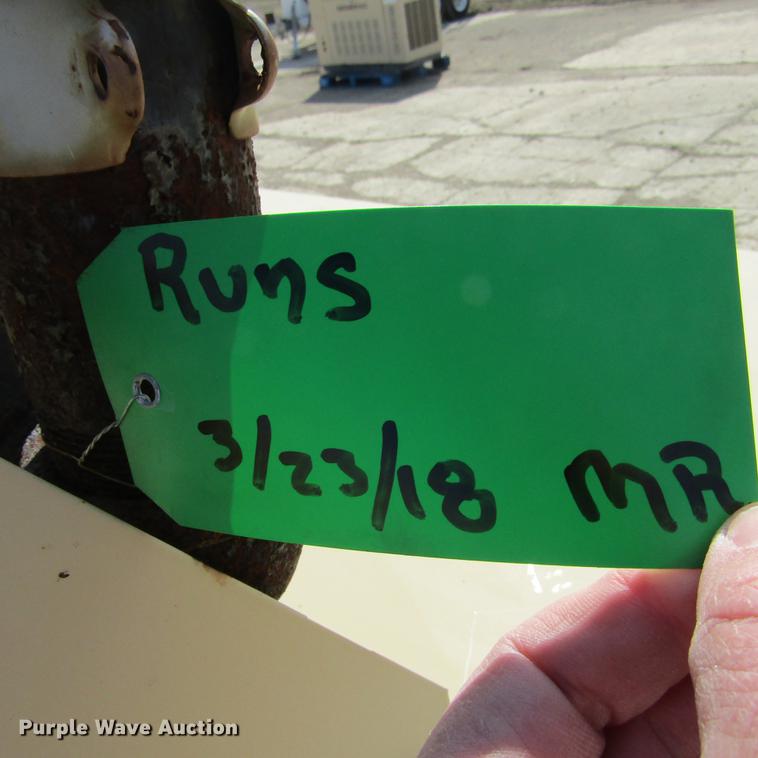 Runs
3/23/18 MR
Purple Wave Auction